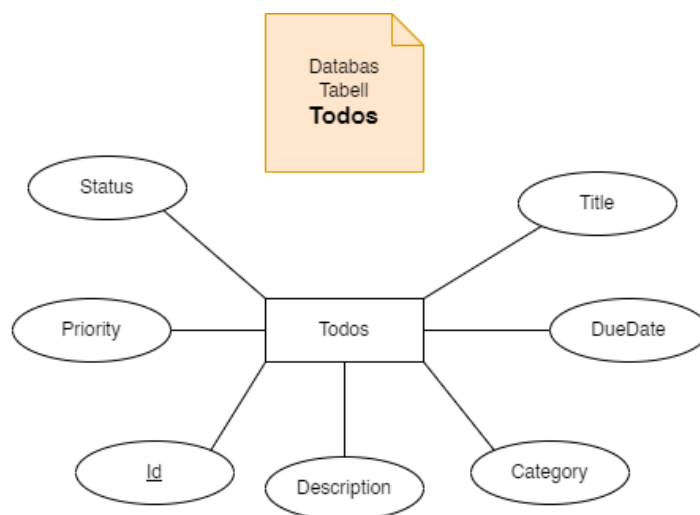 Databas
Tabell
Todos
Status
Title
Priority
Todos
DueDate
Id
Description
Category